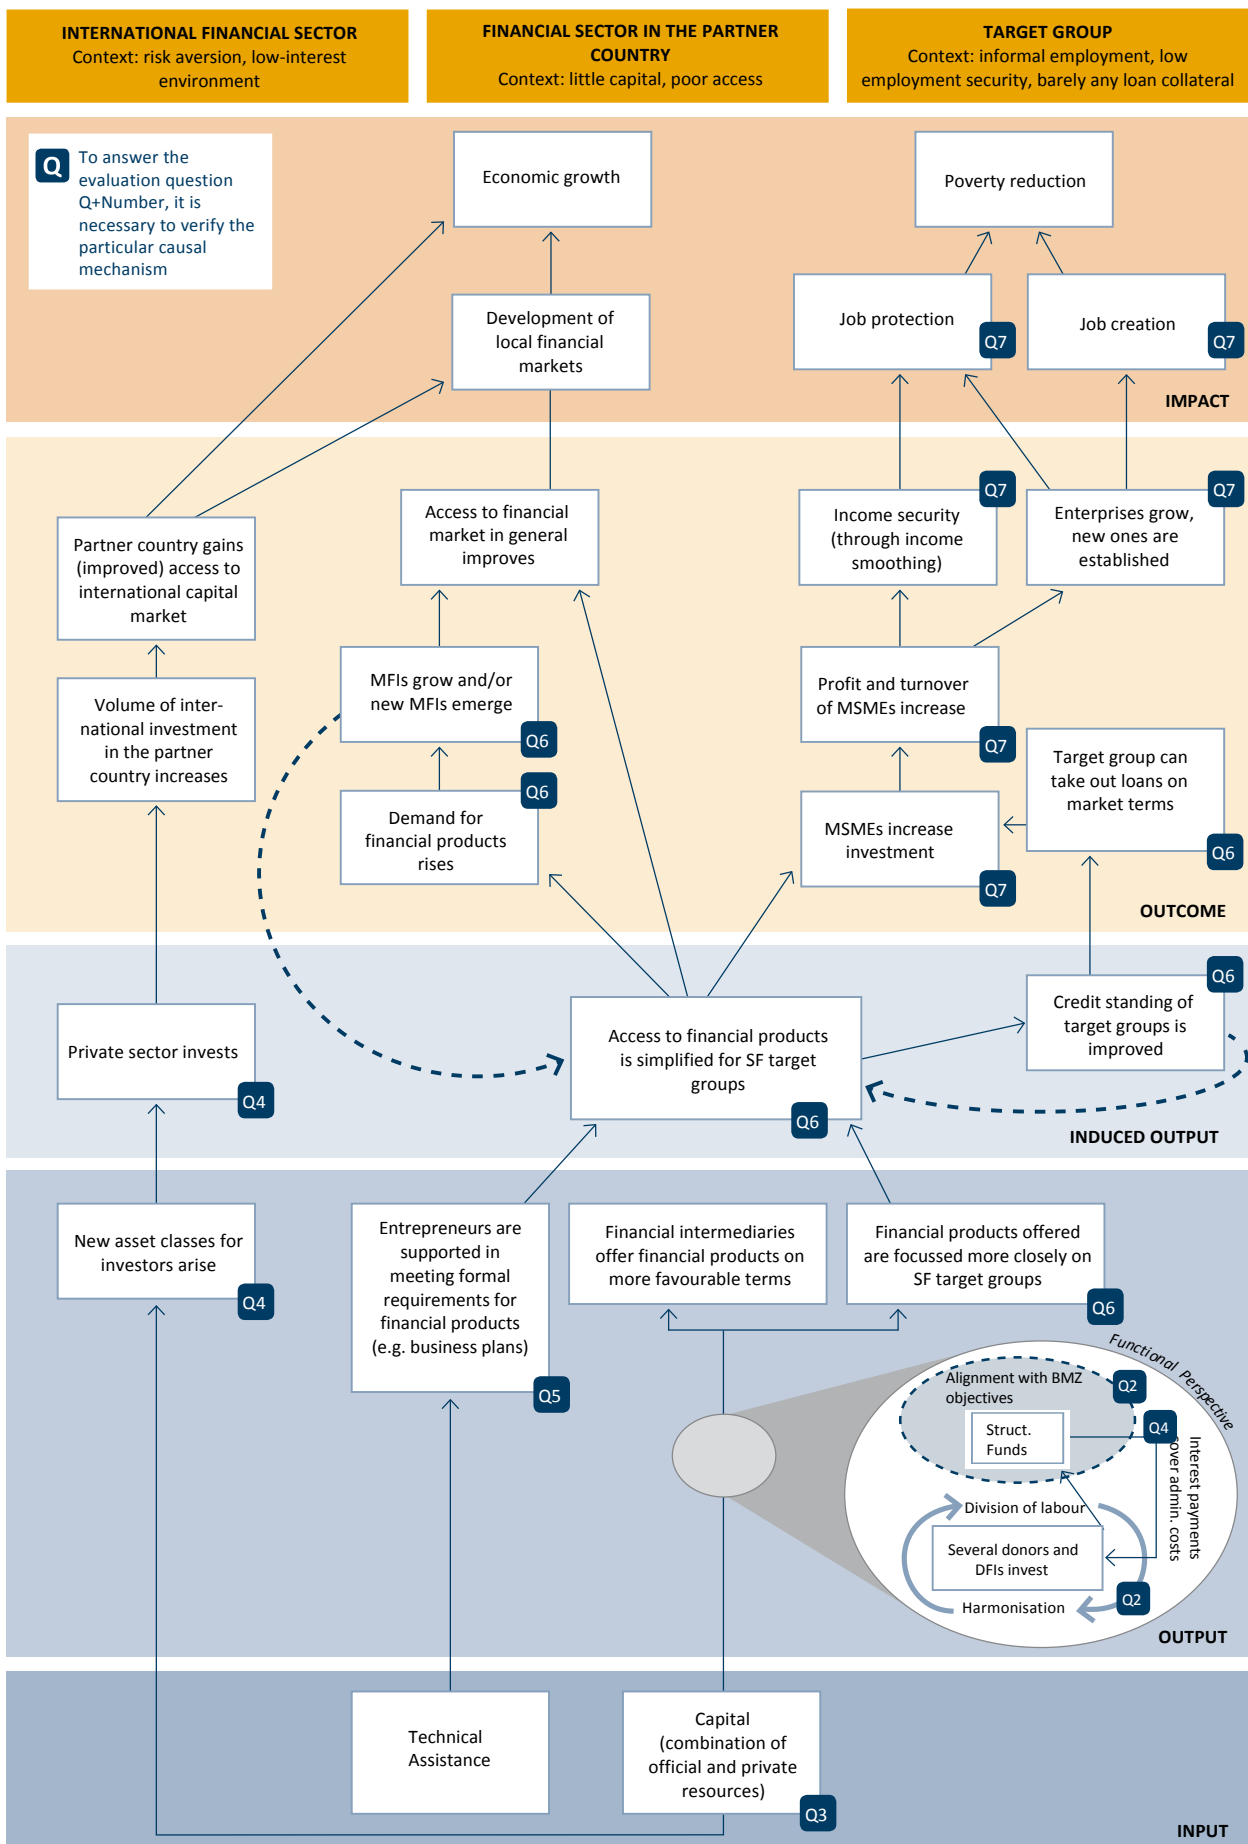 INTERNATIONAL FINANCIAL SECTOR
Context: risk aversion, low-interest
environment
FINANCIAL SECTOR IN THE PARTNER
COUNTRY
Context: little capital, poor access
TARGET GROUP
Context: informal employment, low
employment security, barely any loan collateral
Q
To answer the
evaluation question
Q+Number, it is
necessary to verify the
particular causal
mechanism
Economic growth
Poverty reduction
Development of
local financial
markets
Job protection
Q7
Job creation
Q7
IMPACT
Partner country gains
(improved) access to
international capital
market
Access to financial
market in general
improves
Q7
Income security
(through income
smoothing)
Q7
Enterprises grow,
new ones are
established
Volume of inter-
national investment
in the partner
country increases
MFIs grow and/or
new MFIs emerge
Q6
Profit and turnover
of MSMEs increase
Q7
Target group can
take out loans on
market terms
Q6
Q6
Demand for
financial products
rises
MSMEs increase
investment
Q7
OUTCOME
Private sector invests
Q4
Access to financial products
is simplified for SF target
groups
Q6
Q6
Credit standing of
target groups is
improved
INDUCED OUTPUT
New asset classes for
investors arise
Q4
Entrepreneurs are
supported in
meeting formal
requirements for
financial products
(e.g. business plans)
Q5
Financial intermediaries
offer financial products on
more favourable terms
Financial products offered
are focussed more closely on
SF target groups
Q6
Functional Perspective
Alignment with BMZ
objectives
Q2
Struct.
Funds
Q4
Interest payments
cover admin. costs
Division of labour
Several donors and
DFIs invest
Q2
Harmonisation
OUTPUT
Technical
Assistance
Capital
(combination of
official and private
resources)
Q3
INPUT